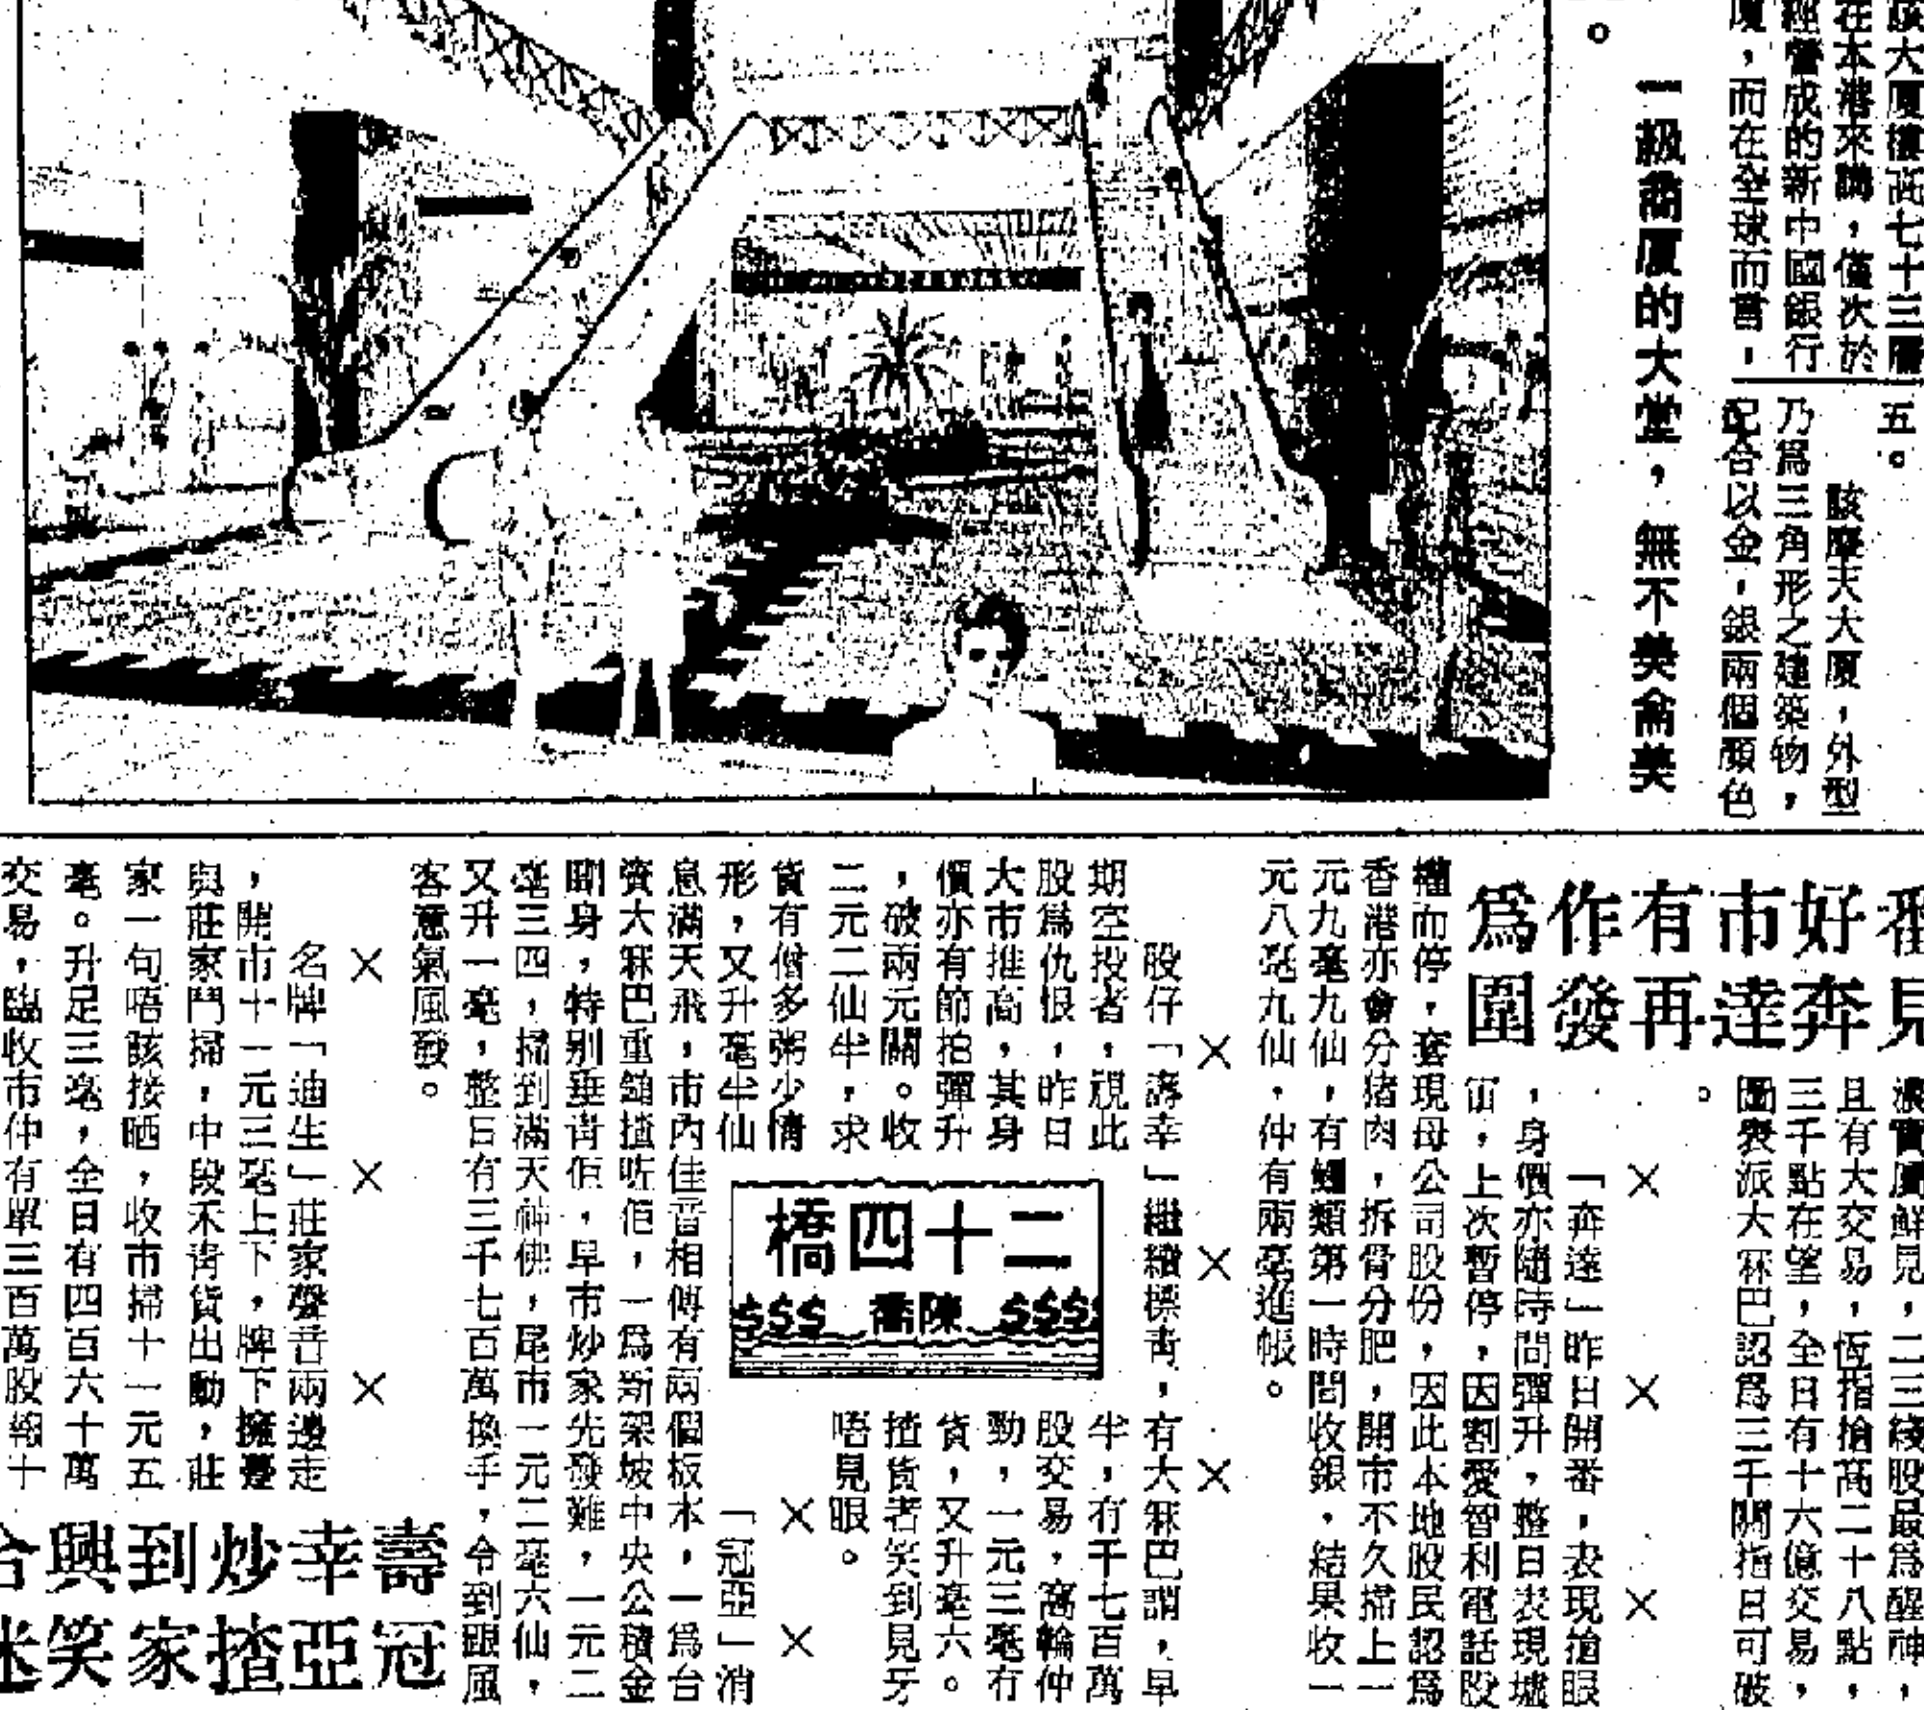 大厦樓高七十三層
在本港來講，僅次於
經營成的新中國銀行
厦，而在全球而言，
五。
該摩天大厦，外型
乃爲三角形之建築物，
配合以金，銀兩個顏色
一級商厦的大堂，無不美侖美
。
見
好市有作
奔達再發
爲
圍
鮮見，二三綫股最爲醒神，
且有大交易，恆指搶高二十八點，
三千點在望，全日有十六億交易，
圖表派大麻巴認爲三千關指日可破
。
×　×　×
「奔達」昨日開番，表現搶眼
，身價亦隨時間彈升，整日表現墟
冚，上次暫停，因割愛智利電話股
權而停，套現母公司股份，因此本地股民認爲
香港亦會分猪肉，拆骨分肥，開市不久掃上一
元九毫九仙，有蠅類第一時間收銀，結果收一
元八毫九仙，仲有兩毫進帳。
×　×　×
股仔「壽幸」繼續標青，有大麻巴謂，早
期空投者，視此
股爲仇恨，昨日
大市推高，其身
價亦有節拍彈升
，破兩元關。收
二元二仙半，求
貨有僧多粥少情
形，又升毫半仙
二十四橋
$$$ 陳喬 $$$
半，有千七百萬
股交易，窩輪仲
勁，一元三毫有
貨，又升毫六。
揸貨者笑到見牙
唔見眼。
×　×
「冠亞」消
息滿天飛，市內佳音相傳有兩個板本，一爲台
資大麻巴重鎚揸咗佢，一爲新架坡中央公積金
睄身，特別垂青佢，早市炒家先發難，一元二
毫三四，掃到滿天神佛，尾市一元二毫六仙，
又升一毫，整日有三千七百萬換手，令到跟風
客意氣風發。
×　×　×
壽幸炒到興
冠亞揸家笑
名牌「迪生」莊家聲音兩邊走
，開市十一元三毫上下，牌下擁躉
與莊家鬥掃，中段禾靑貨出動，莊
家一句唔該接晒，收市掃十一元五
毫。升足三毫，全日有四百六十萬
交易，臨收市仲有單三百萬股